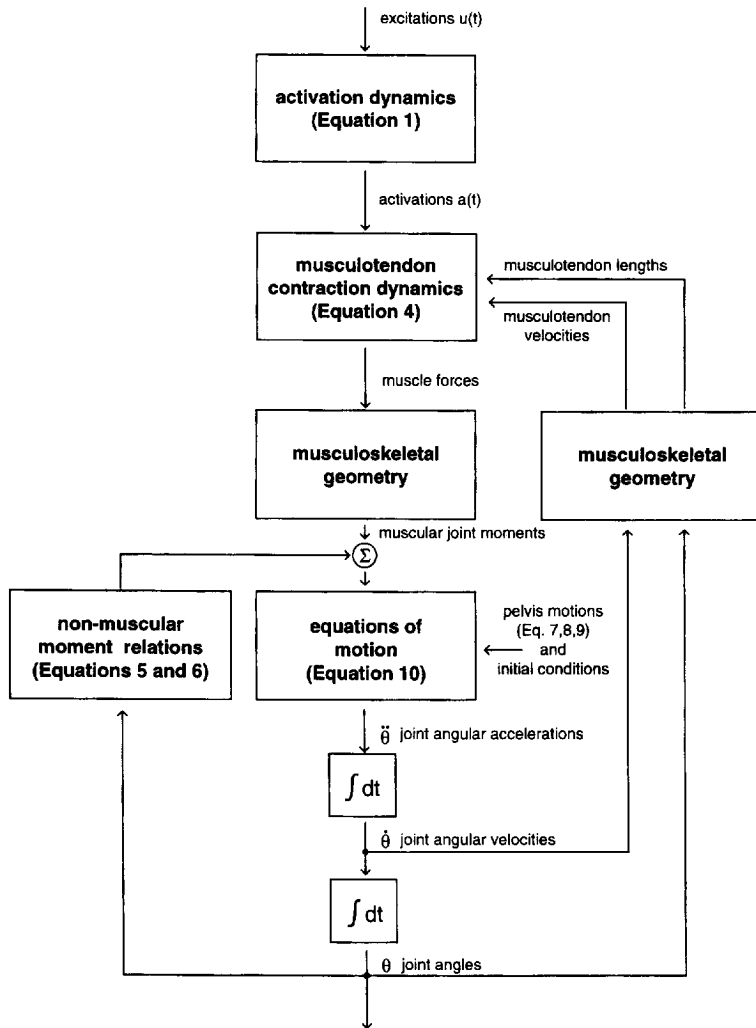 excitations u(t)
activation dynamics
(Equation 1)
activations a(t)
musculotendon
contraction dynamics
(Equation 4)
musculotendon lengths
musculotendon
velocities
muscle forces
musculoskeletal
geometry
musculoskeletal
geometry
muscular joint moments
Σ
non-muscular
moment relations
(Equations 5 and 6)
equations of
motion
(Equation 10)
pelvis motions
(Eq. 7,8,9)
and
initial conditions
θ̈ joint angular accelerations
∫ dt
θ̇ joint angular velocities
∫ dt
θ joint angles